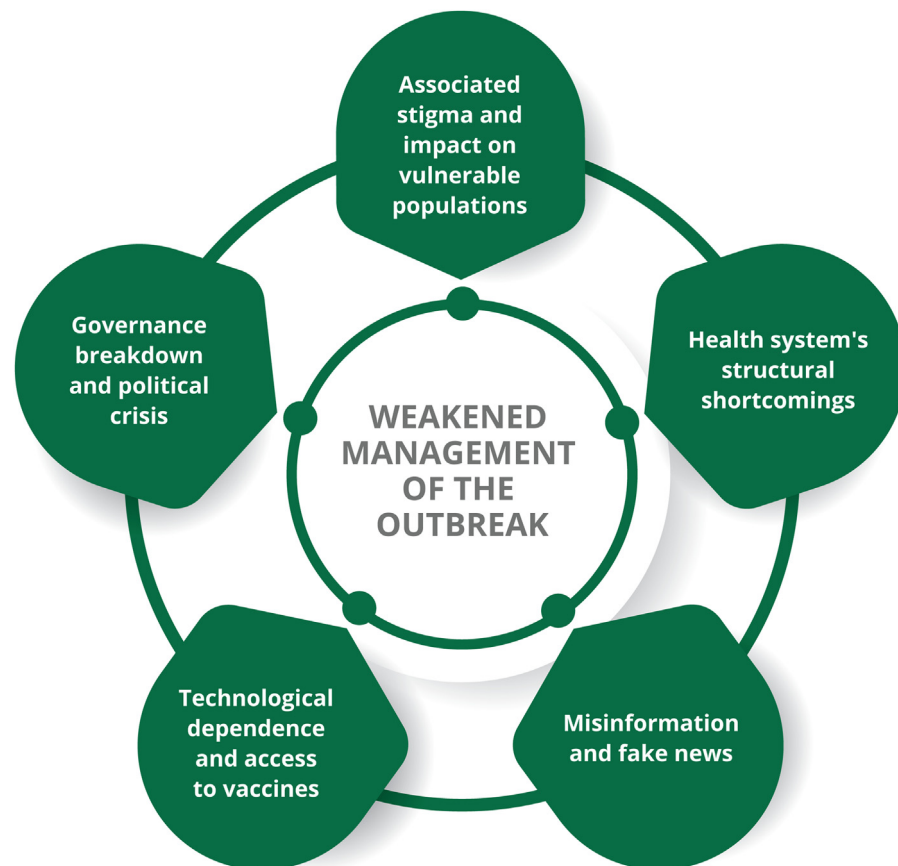 Associated
stigma and
impact on
vulnerable
populations
Health system's
structural
shortcomings
Misinformation
and fake news
Technological
dependence
and access
to vaccines
Governance
breakdown
and political
crisis
WEAKENED
MANAGEMENT
OF THE
OUTBREAK